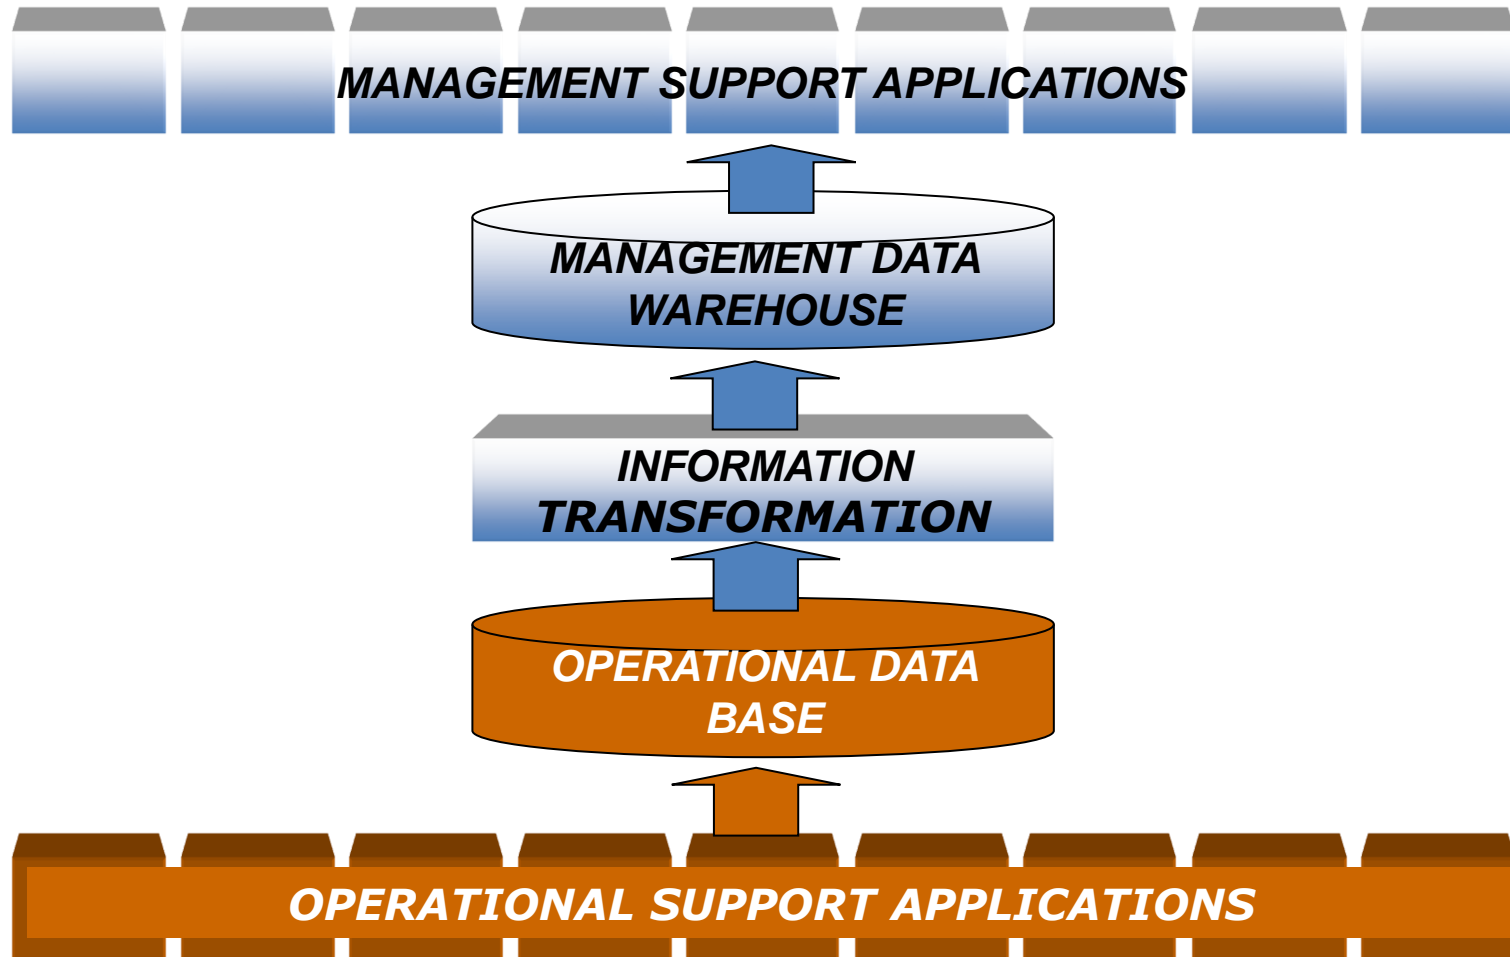 MANAGEMENT SUPPORT APPLICATIONS
MANAGEMENT DATA
WAREHOUSE
INFORMATION
TRANSFORMATION
OPERATIONAL DATA
BASE
OPERATIONAL SUPPORT APPLICATIONS